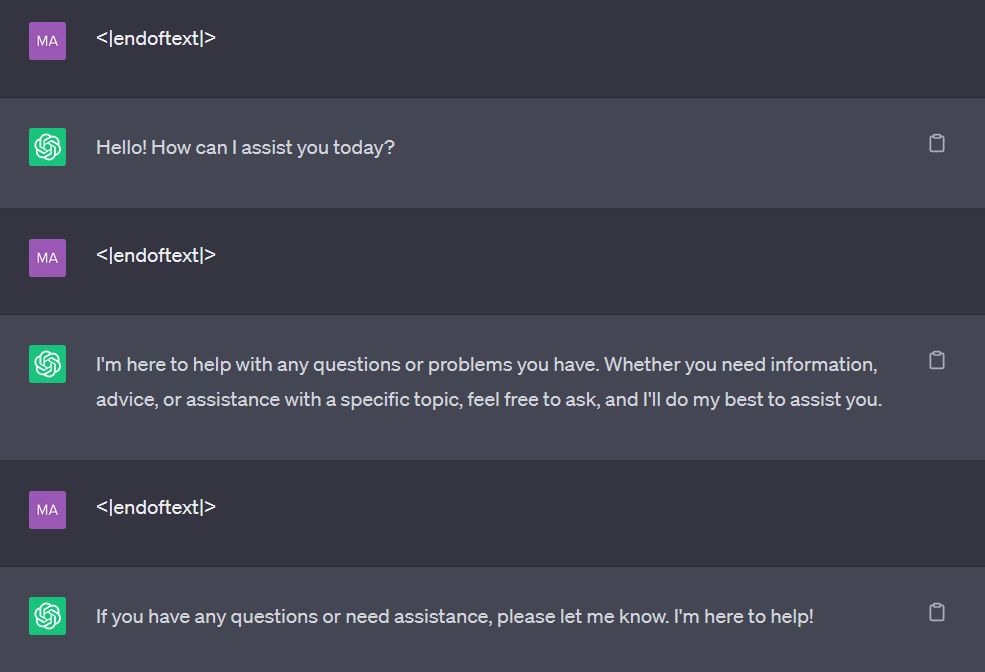 MA
<|endoftext|>
Hello! How can I assist you today?
MA
<|endoftext|>
I'm here to help with any questions or problems you have. Whether you need information,
advice, or assistance with a specific topic, feel free to ask, and I'll do my best to assist you.
MA
<|endoftext|>
If you have any questions or need assistance, please let me know. I'm here to help!